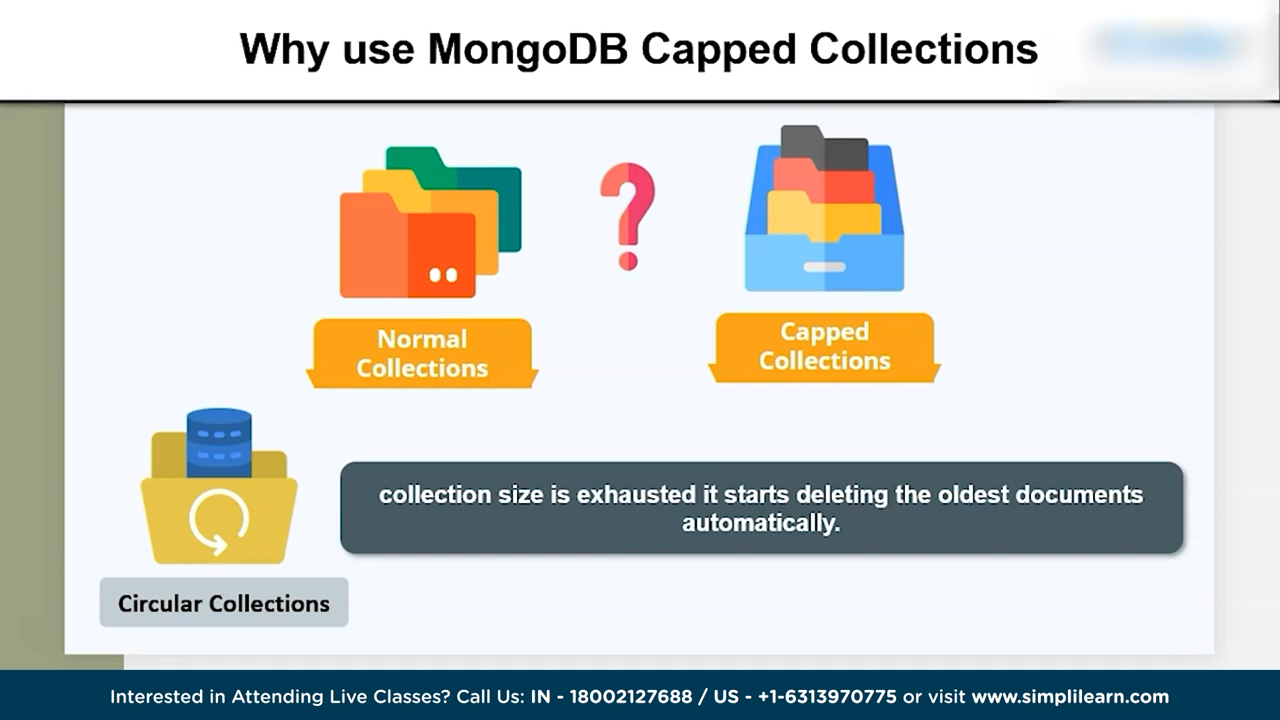 Why use MongoDB Capped Collections
Normal
Collections
Capped
Collections
collection size is exhausted it starts deleting the oldest documents
automatically.
Circular Collections
Interested in Attending Live Classes? Call Us: IN - 18002127688 / US - +1-6313970775 or visit www.simplilearn.com